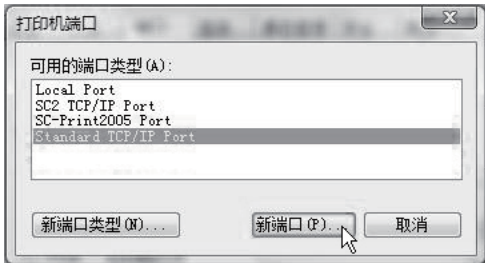 打印机端口
可用的端口类型(A):
Local Port
SC2 TCP/IP Port
SC-Print2005 Port
Standard TCP/IP Port
新端口类型(N)... 新端口(P)... 取消